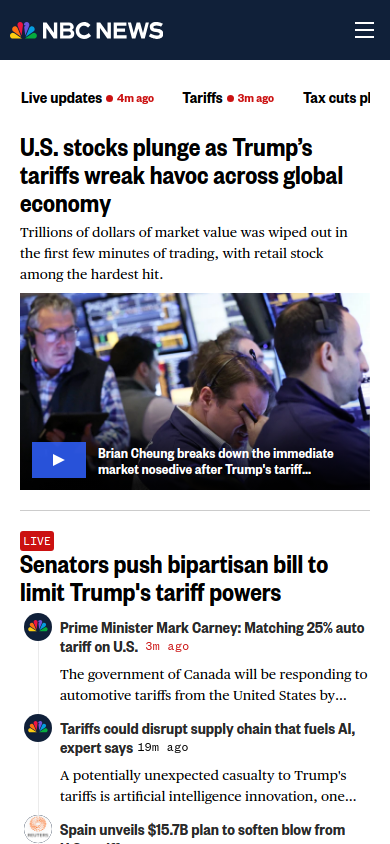 NBC NEWS
Live updates 4m ago Tariffs 3m ago Tax cuts pl
U.S. stocks plunge as Trump's
tariffs wreak havoc across global
economy
Trillions of dollars of market value was wiped out in
the first few minutes of trading, with retail stock
among the hardest hit.
Brian Cheung breaks down the immediate
market nosedive after Trump's tariff...
LIVE
Senators push bipartisan bill to
limit Trump's tariff powers
Prime Minister Mark Carney: Matching 25% auto
tariff on U.S. 3m ago
The government of Canada will be responding to
automotive tariffs from the United States by...
Tariffs could disrupt supply chain that fuels AI,
expert says 19m ago
A potentially unexpected casualty to Trump's
tariffs is artificial intelligence innovation, one...
REUTERS
Spain unveils $15.7B plan to soften blow from